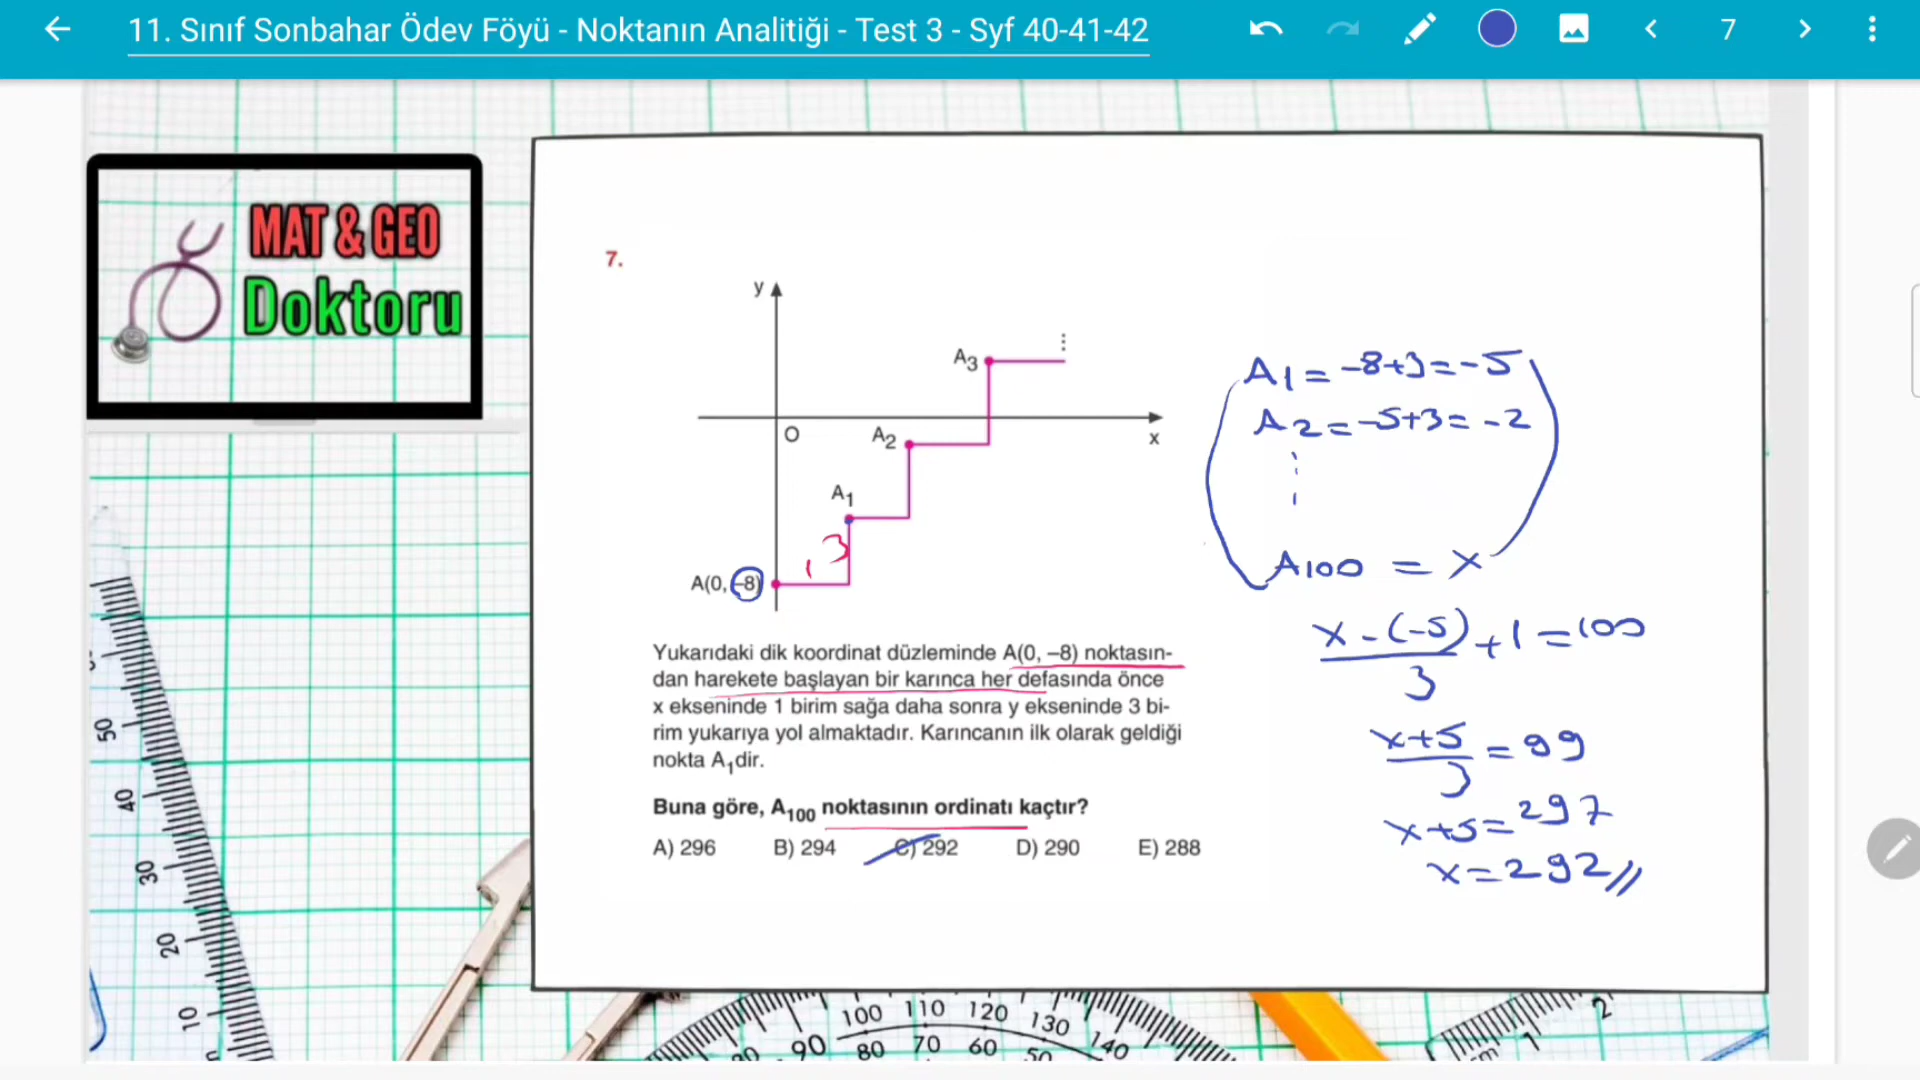 11. Sınıf Sonbahar Ödev Föyü - Noktanın Analitiği - Test 3 - Syf 40-41-42
7
MAT & GEO
Doktoru
7.
y
A3
⋮
O
A2
x
A1
1 3
A(0, –8)
Yukarıdaki dik koordinat düzleminde A(0, –8) noktasın-
dan harekete başlayan bir karınca her defasında önce
x ekseninde 1 birim sağa daha sonra y ekseninde 3 bi-
rim yukarıya yol almaktadır. Karıncanın ilk olarak geldiği
nokta A₁dir.
Buna göre, A₁₀₀ noktasının ordinatı kaçtır?
A) 296 B) 294 C) 292 D) 290 E) 288
A1 = -8+3=-5
A2 = -5+3= -2
A100 = x
x-(-5)/3 +1 =100
x+5/3 = 99
x+5=297
x=292//
50
40
30
20
10
100 110 120 130 140
90 80 70 60 50
1 2